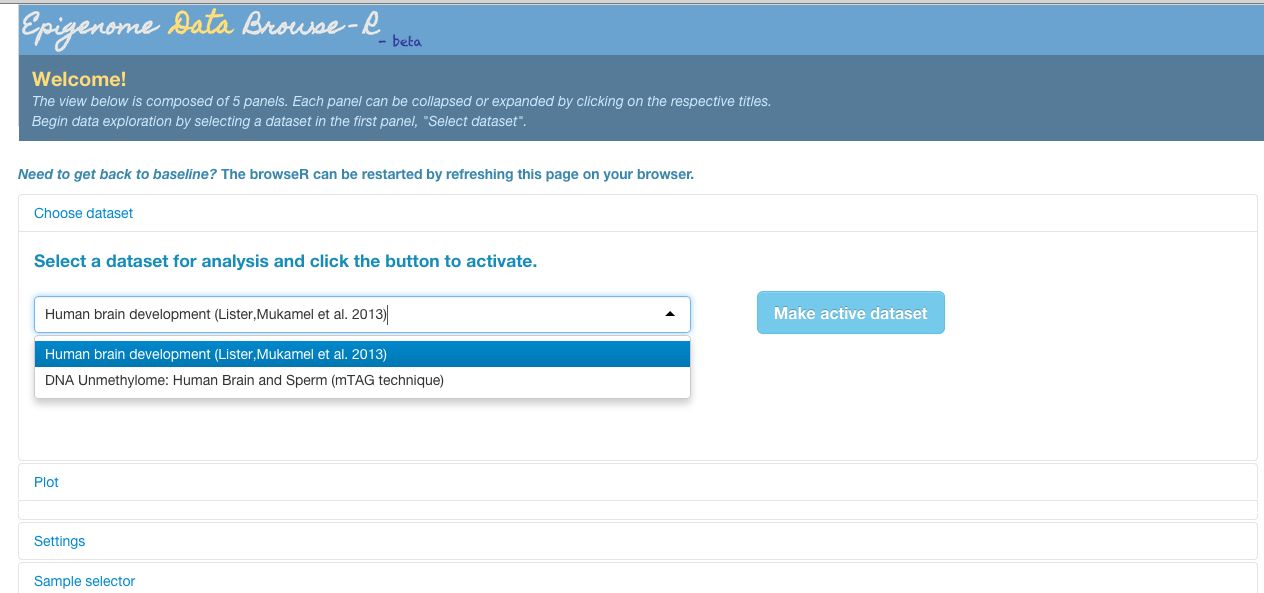 Epigenome Data Browse-R
- beta
Welcome!
The view below is composed of 5 panels. Each panel can be collapsed or expanded by clicking on the respective titles.
Begin data exploration by selecting a dataset in the first panel, "Select dataset".
Need to get back to baseline? The browseR can be restarted by refreshing this page on your browser.
Choose dataset
Select a dataset for analysis and click the button to activate.
Human brain development (Lister,Mukamel et al. 2013)
Make active dataset
Human brain development (Lister,Mukamel et al. 2013)
DNA Unmethylome: Human Brain and Sperm (mTAG technique)
Plot
Settings
Sample selector